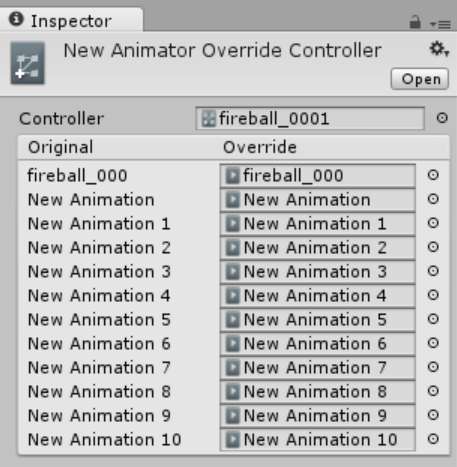 Inspector
New Animator Override Controller
Open
Controller fireball_0001
Original Override
fireball_000 fireball_000
New Animation New Animation
New Animation 1 New Animation 1
New Animation 2 New Animation 2
New Animation 3 New Animation 3
New Animation 4 New Animation 4
New Animation 5 New Animation 5
New Animation 6 New Animation 6
New Animation 7 New Animation 7
New Animation 8 New Animation 8
New Animation 9 New Animation 9
New Animation 10 New Animation 10